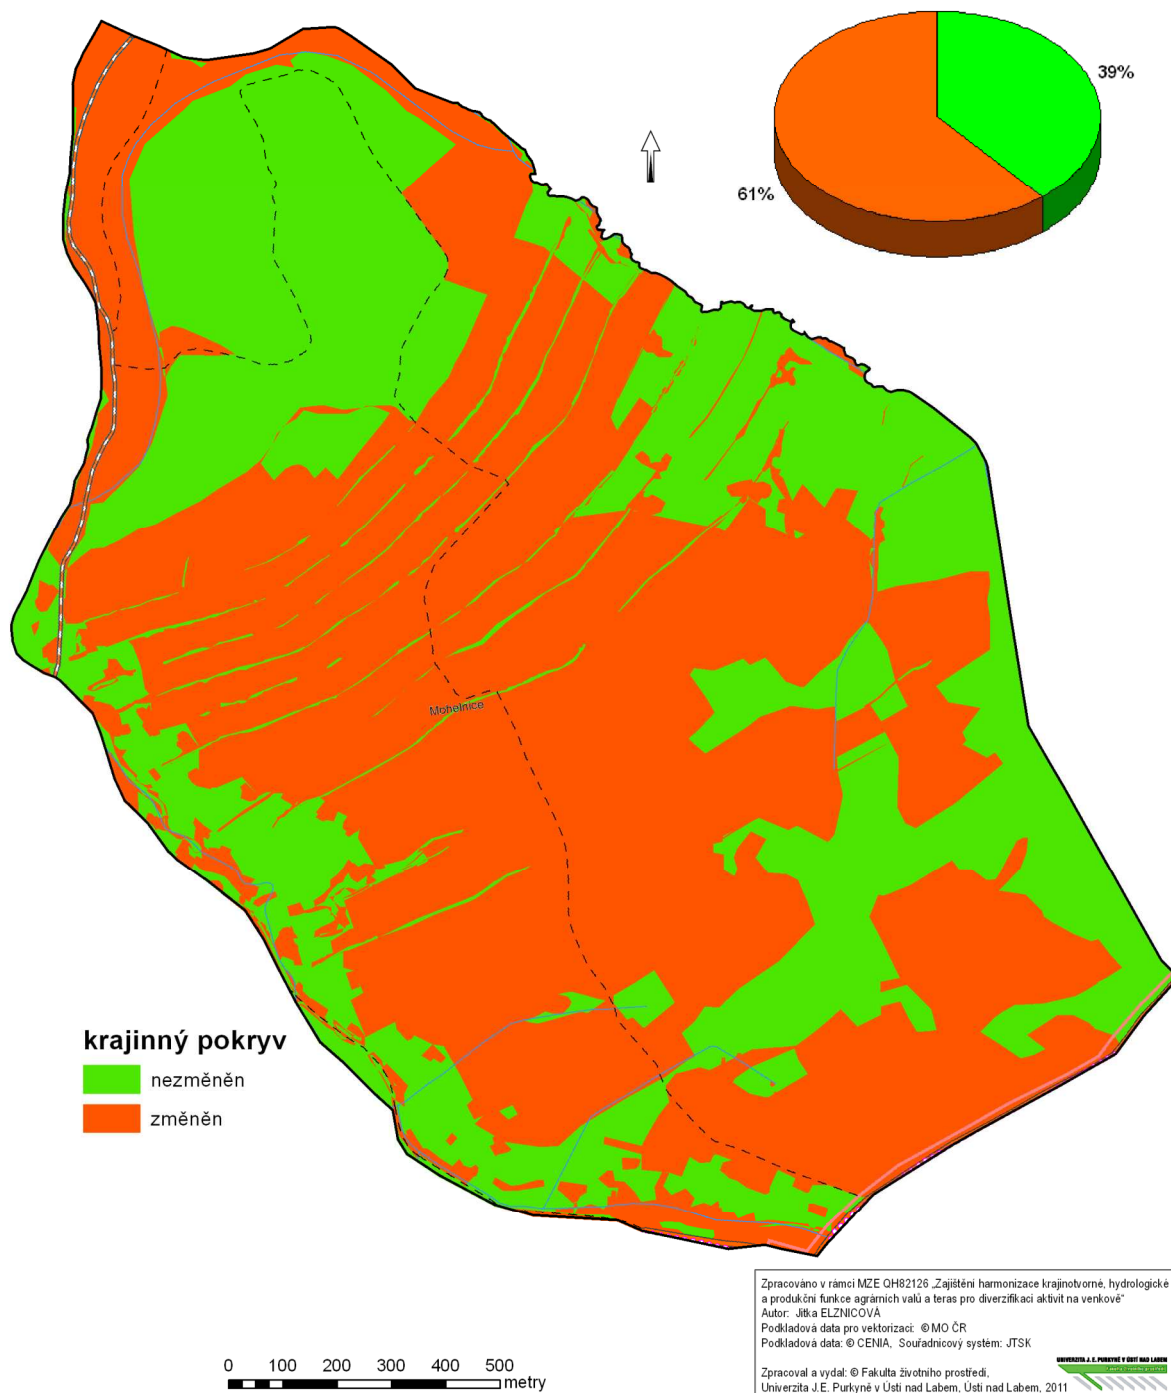 39%
61%
Mohelnice
krajinný pokryv
nezměněn
změněn
Zpracováno v rámci MZE QH82126 „Zajištění harmonizace krajinotvorné, hydrologické
a produkční funkce agrárních valů a teras pro diverzifikaci aktivit na venkově“
Autor: Jitka ELZNICOVÁ
Podkladová data pro vektorizaci: © MO ČR
Podkladová data: © CENIA, Souřadnicový systém: JTSK
Zpracoval a vydal: © Fakulta životního prostředí,
Univerzita J.E. Purkyně v Ústí nad Labem, Ústí nad Labem, 2011
UNIVERZITA J. E. PURKYNĚ V ÚSTÍ NAD LABEM
Fakulta životního prostředí
0 100 200 300 400 500
metry